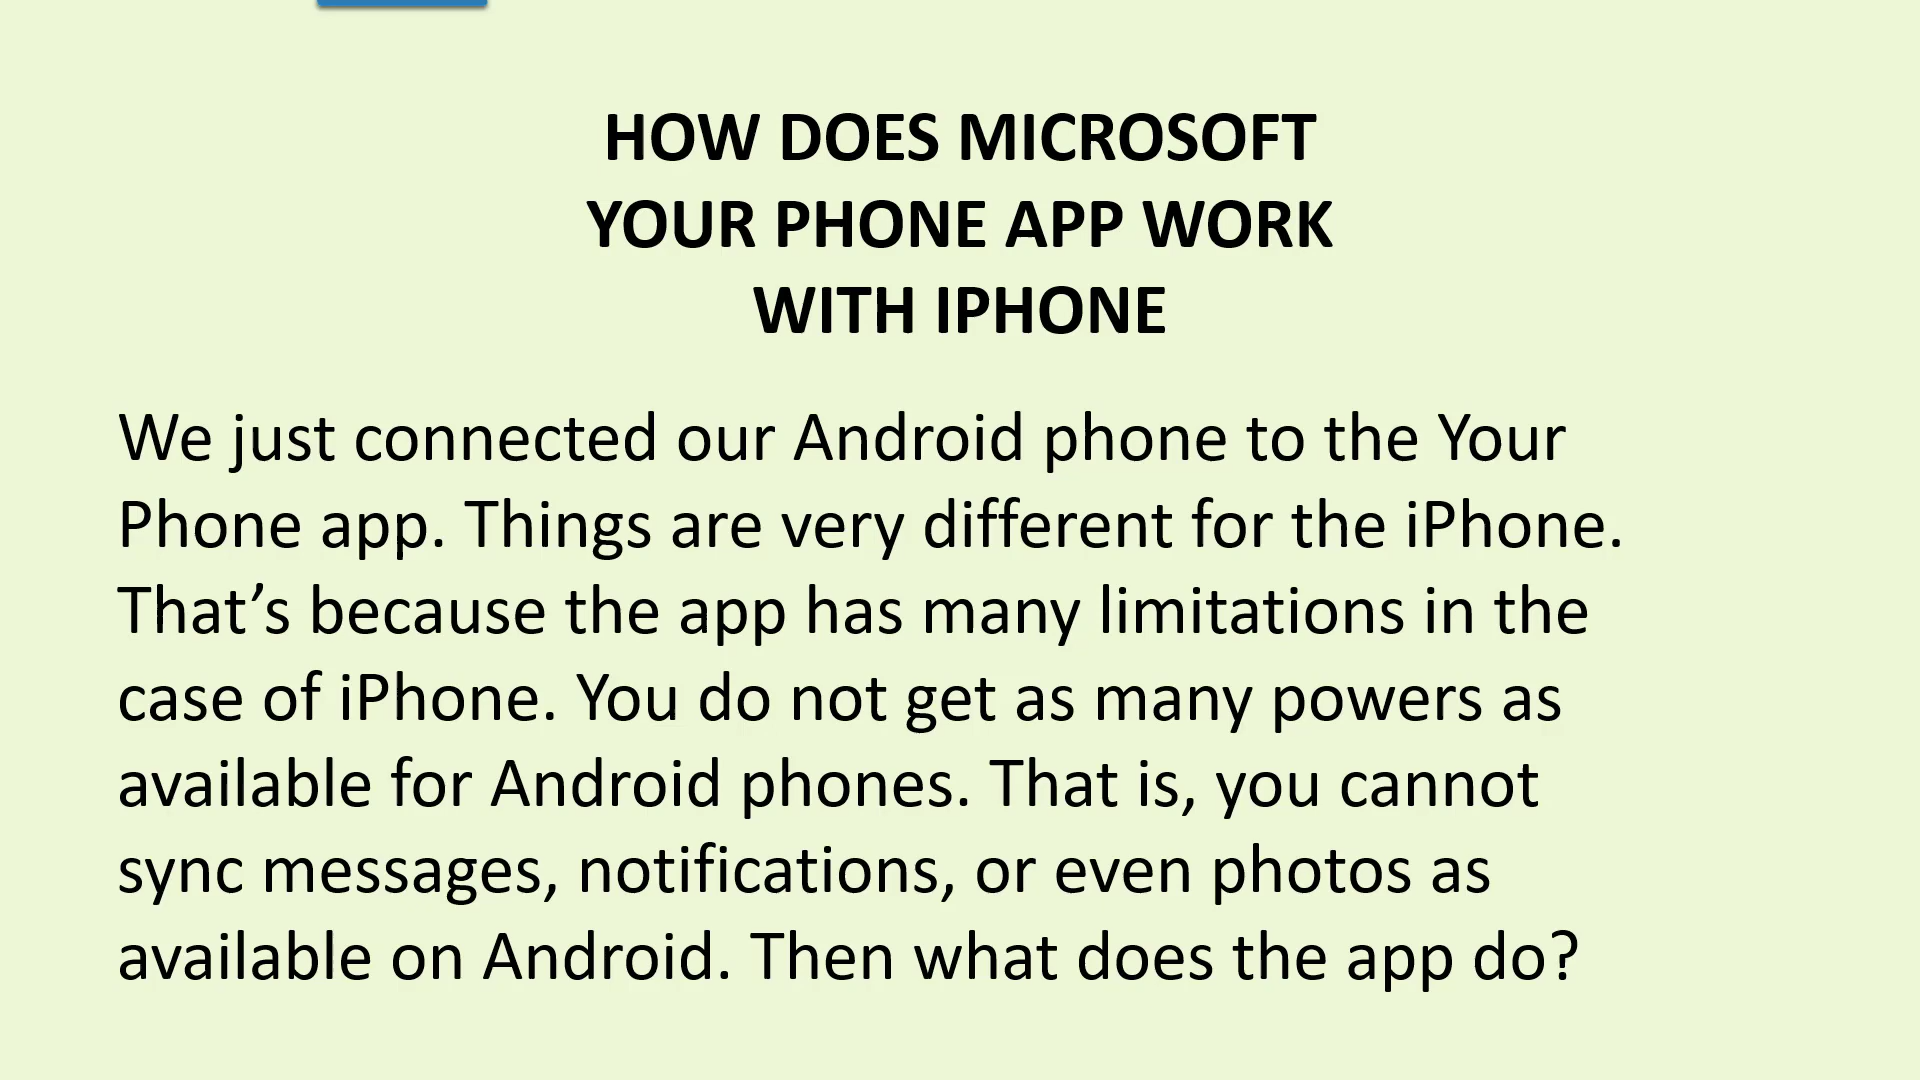 HOW DOES MICROSOFT
YOUR PHONE APP WORK
WITH IPHONE
We just connected our Android phone to the Your
Phone app. Things are very different for the iPhone.
That’s because the app has many limitations in the
case of iPhone. You do not get as many powers as
available for Android phones. That is, you cannot
sync messages, notifications, or even photos as
available on Android. Then what does the app do?